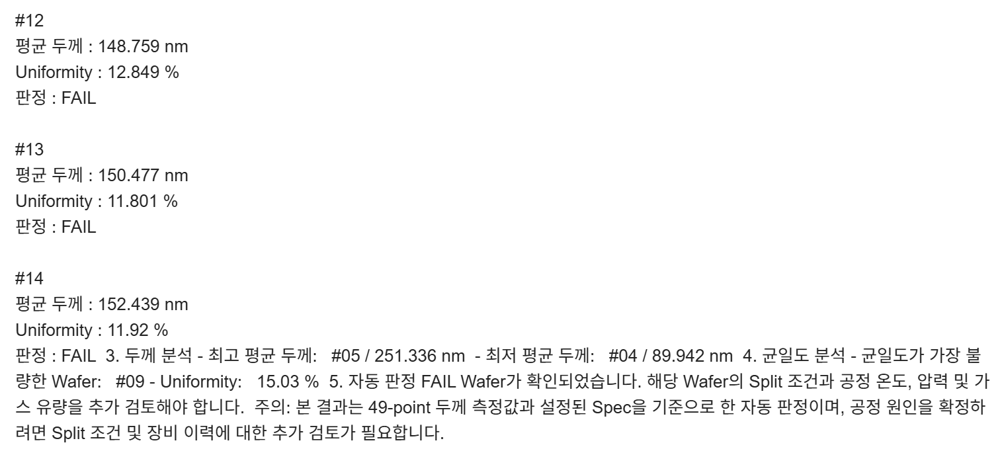 #12
평균 두께 : 148.759 nm
Uniformity : 12.849 %
판정 : FAIL
#13
평균 두께 : 150.477 nm
Uniformity : 11.801 %
판정 : FAIL
#14
평균 두께 : 152.439 nm
Uniformity : 11.92 %
판정 : FAIL  3. 두께 분석 - 최고 평균 두께:   #05 / 251.336 nm  - 최저 평균 두께:   #04 / 89.942 nm  4. 균일도 분석 - 균일도가 가장 불
량한 Wafer:   #09 - Uniformity:   15.03 %  5. 자동 판정 FAIL Wafer가 확인되었습니다. 해당 Wafer의 Split 조건과 공정 온도, 압력 및 가
스 유량을 추가 검토해야 합니다.  주의: 본 결과는 49-point 두께 측정값과 설정된 Spec을 기준으로 한 자동 판정이며, 공정 원인을 확정하
려면 Split 조건 및 장비 이력에 대한 추가 검토가 필요합니다.